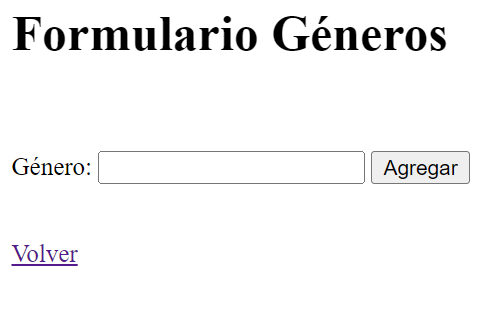 Formulario Géneros
Género: Agregar
Volver